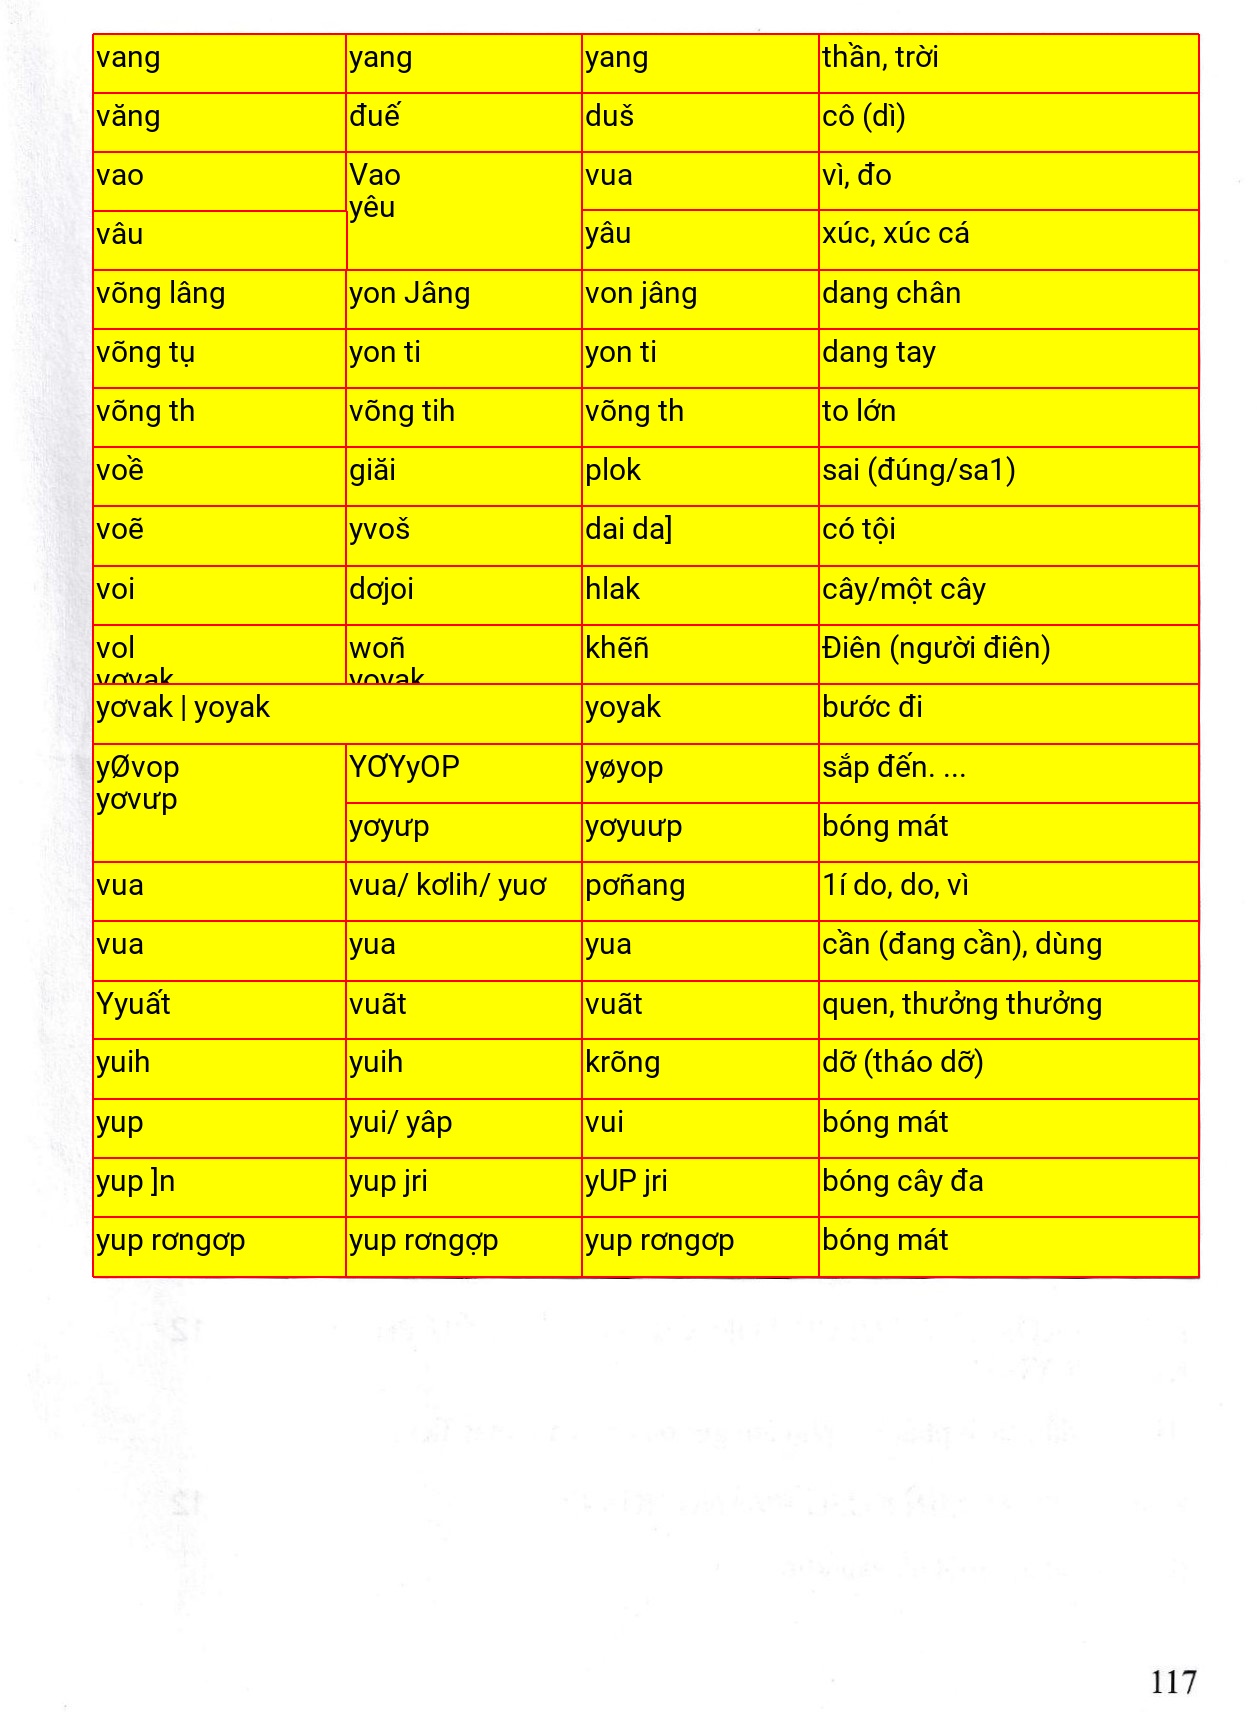 vang yang yang thần, trời
văng đuế duš cô (dì)
vao Vao vua vì, đo
yêu
vâu yâu xúc, xúc cá
võng lâng yon Jâng von jâng dang chân
võng tụ yon ti yon ti dang tay
võng th võng tih võng th to lớn
voề giăi plok sai (đúng/sa1)
voẽ yvoš dai da] có tội
voi dơjoi hlak cây/một cây
vol woñ khẽñ Điên (người điên)
yơvak yoyak
yơvak | yoyak yoyak bước đi
yØvop YƠYyOP yøyop sắp đến. ...
yơvưp
yơyưp yơyuưp bóng mát
vua vua/ kơlih/ yuơ pơñang 1í do, do, vì
vua yua yua cần (đang cần), dùng
Yyuất vuãt vuãt quen, thưởng thưởng
yuih yuih krõng dỡ (tháo dỡ)
yup yui/ yâp vui bóng mát
yup ]n yup jri yUP jri bóng cây đa
yup rơngơp yup rơngợp yup rơngơp bóng mát
117